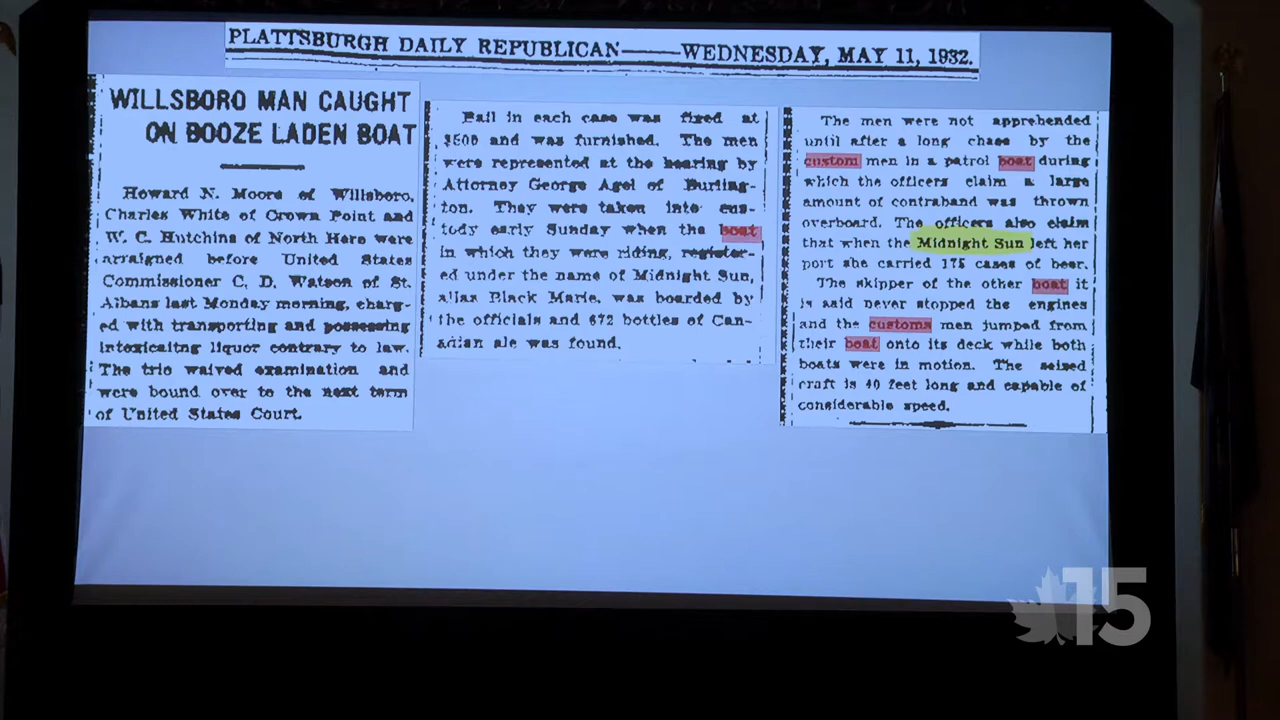 PLATTSBURGH DAILY REPUBLICAN——WEDNESDAY, MAY 11, 1932.
WILLSBORO MAN CAUGHT
ON BOOZE LADEN BOAT
Howard N. Moore of Willsboro,
Charles White of Crown Point and
W. C. Hutchins of North Hero were
arraigned before United States
Commissioner C. D. Watson of St.
Albans last Monday morning, charg-
ed with transporting and possessing
intoxicaitng liquor contrary to law.
The trio waived examination and
were bound over to the next term
of United States Court.
Bail in each case was fixed at
$500 and was furnished. The men
were represented at the hearing by
Attorney George Agel of Burling-
ton. They were taken into cus-
tody early Sunday when the boat
in which they were riding, register-
ed under the name of Midnight Sun,
alias Black Marie, was boarded by
the officials and 672 bottles of Can-
adian ale was found.
The men were not apprehended
until after a long chase by the
custom men in a patrol boat during
which the officers claim a large
amount of contraband was thrown
overboard. The officers also claim
that when the Midnight Sun left her
port she carried 175 cases of beer.
The skipper of the other boat it
is said never stopped the engines
and the customs men jumped from
their boat onto its deck while both
boats were in motion. The seized
craft is 40 feet long and capable of
considerable speed.
15